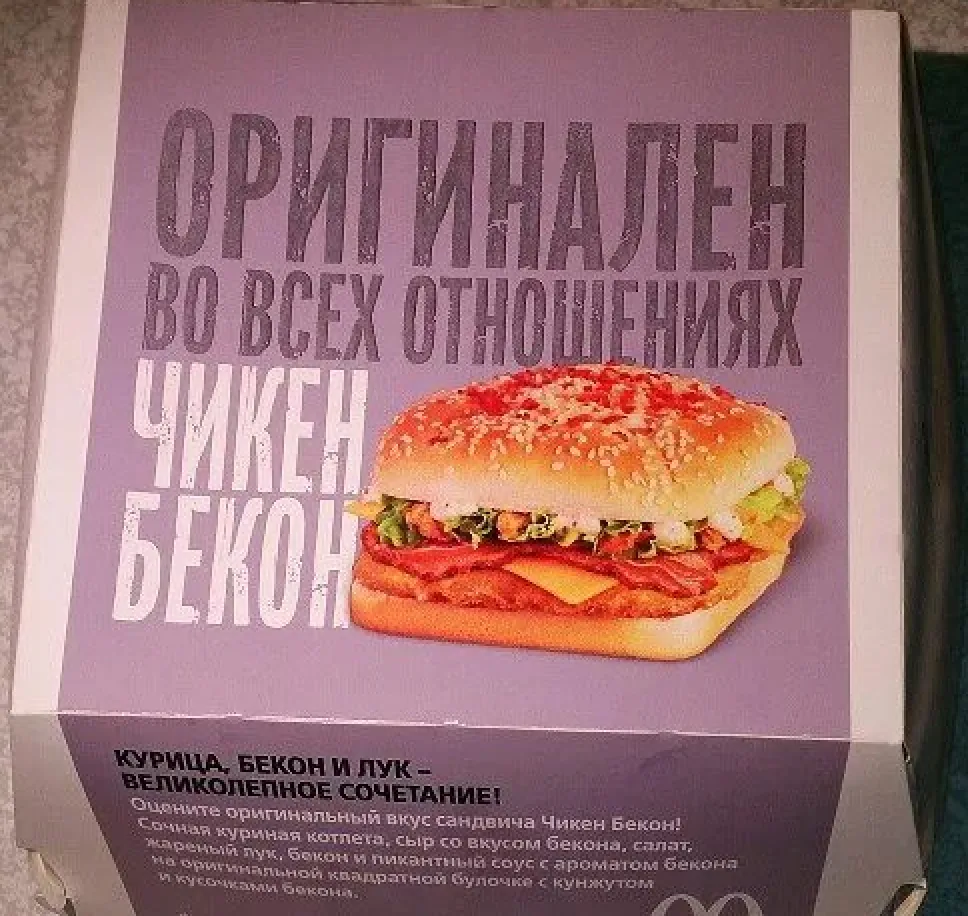 ОРИГИНАЛЕН
ВО ВСЕХ ОТНОШЕНИЯХ
ЧИКЕН
БЕКОН
КУРИЦА, БЕКОН И ЛУК –
ВЕЛИКОЛЕПНОЕ СОЧЕТАНИЕ!
Оцените оригинальный вкус сандвича Чикен Бекон!
Сочная куриная котлета, сыр со вкусом бекона, салат,
жареный лук, бекон и пикантный соус с ароматом бекона
на оригинальной квадратной булочке с кунжутом
и кусочками бекона.